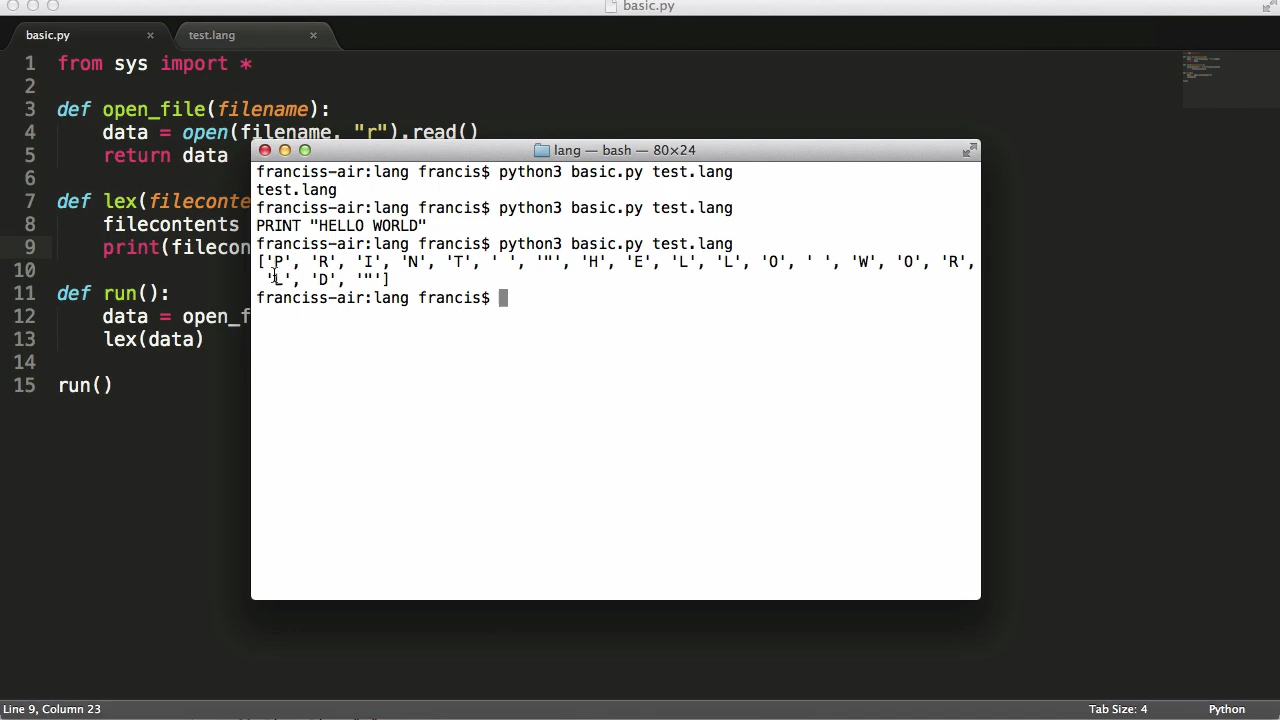 basic.py
basic.py × test.lang ×
1 from sys import *
2
3 def open_file(filename):
4 data = open(filename, "r").read()
5 return data
6
7 def lex(fileconte
8 filecontents
9 print(filecon
10
11 def run():
12 data = open_f
13 lex(data)
14
15 run()
lang — bash — 80×24
franciss-air:lang francis$ python3 basic.py test.lang
test.lang
franciss-air:lang francis$ python3 basic.py test.lang
PRINT "HELLO WORLD"
franciss-air:lang francis$ python3 basic.py test.lang
['P', 'R', 'I', 'N', 'T', ' ', '"', 'H', 'E', 'L', 'L', 'O', ' ', 'W', 'O', 'R',
'L', 'D', '"']
franciss-air:lang francis$
Line 9, Column 23 Tab Size: 4 Python